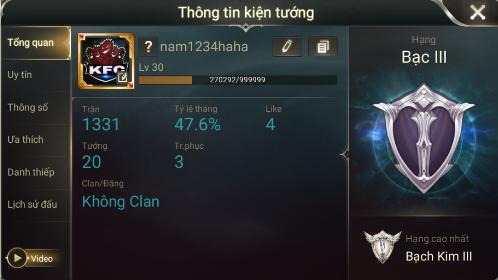 Thông tin kiện tướng
Tổng quan
Uy tín
Thông số
Ưa thích
Danh thiếp
Lịch sử đấu
Video
KFC
? nam1234haha
Lv 30
270292/999999
Trận
Tỷ lệ thắng
Like
1331
47.6%
4
Tướng
Tr.phục
20
3
Clan/Đảng
Không Clan
Hạng
Bạc III
Hạng cao nhất
Bạch Kim III